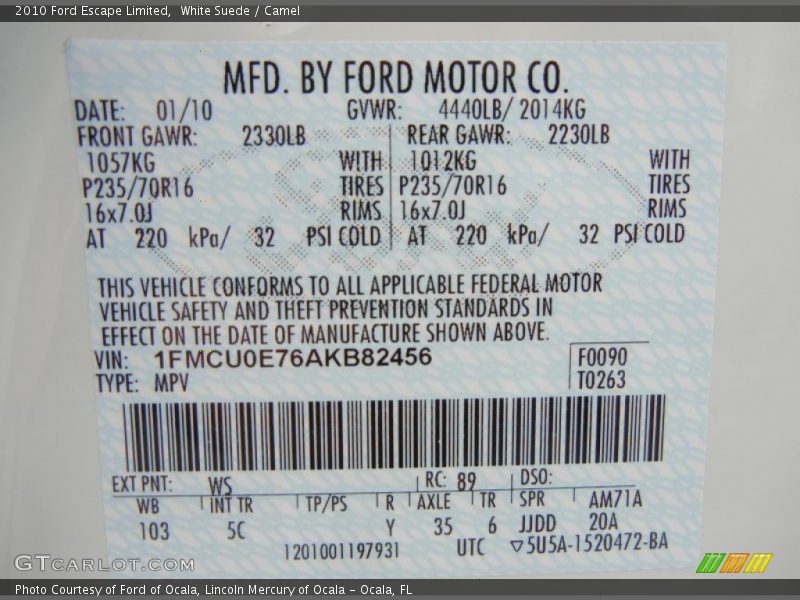 2010 Ford Escape Limited,  White Suede / Camel
MFD. BY FORD MOTOR CO.
DATE: 01/10 GVWR: 4440LB/ 2014KG
FRONT GAWR: 2330LB REAR GAWR: 2230LB
1057KG WITH 1012KG WITH
P235/70R16 TIRES P235/70R16 TIRES
16x7.0J RIMS 16x7.0J RIMS
AT 220 kPa/ 32 PSI COLD AT 220 kPa/ 32 PSI COLD
THIS VEHICLE CONFORMS TO ALL APPLICABLE FEDERAL MOTOR
VEHICLE SAFETY AND THEFT PREVENTION STANDARDS IN
EFFECT ON THE DATE OF MANUFACTURE SHOWN ABOVE.
VIN: 1FMCU0E76AKB82456 F0090
TYPE: MPV T0263
EXT PNT: WS RC: 89 DSO:
WB INT TR TP/PS R AXLE TR SPR AM71A
103 5C Y 35 6 JJDD 20A
1201001197931 UTC ▽5U5A-1520472-BA
GTCARLOT.COM
Photo Courtesy of Ford of Ocala, Lincoln Mercury of Ocala – Ocala, FL